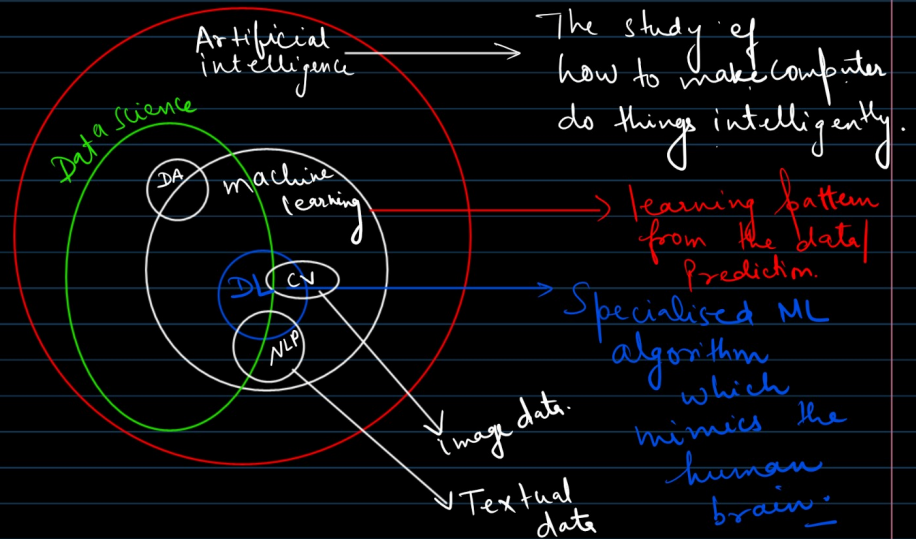 Artificial
intelligence
The study of
how to make computer
do things intelligently.
Data science
DA
machine
learning
learning pattern
from the data/
Prediction.
DL
CV
Specialised ML
algorithm
which
mimics the
human
brain.
NLP
image data.
Textual
data